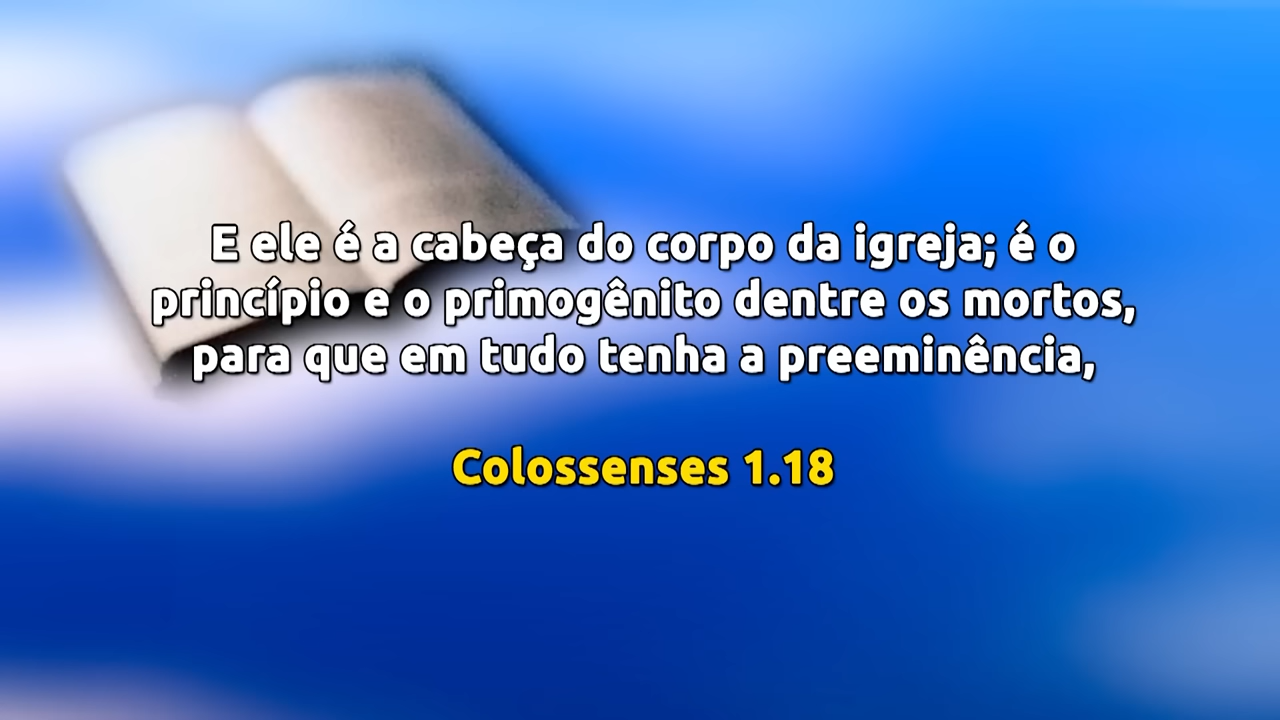 E ele é a cabeça do corpo da igreja; é o
princípio e o primogênito dentre os mortos,
para que em tudo tenha a preeminência,
Colossenses 1.18